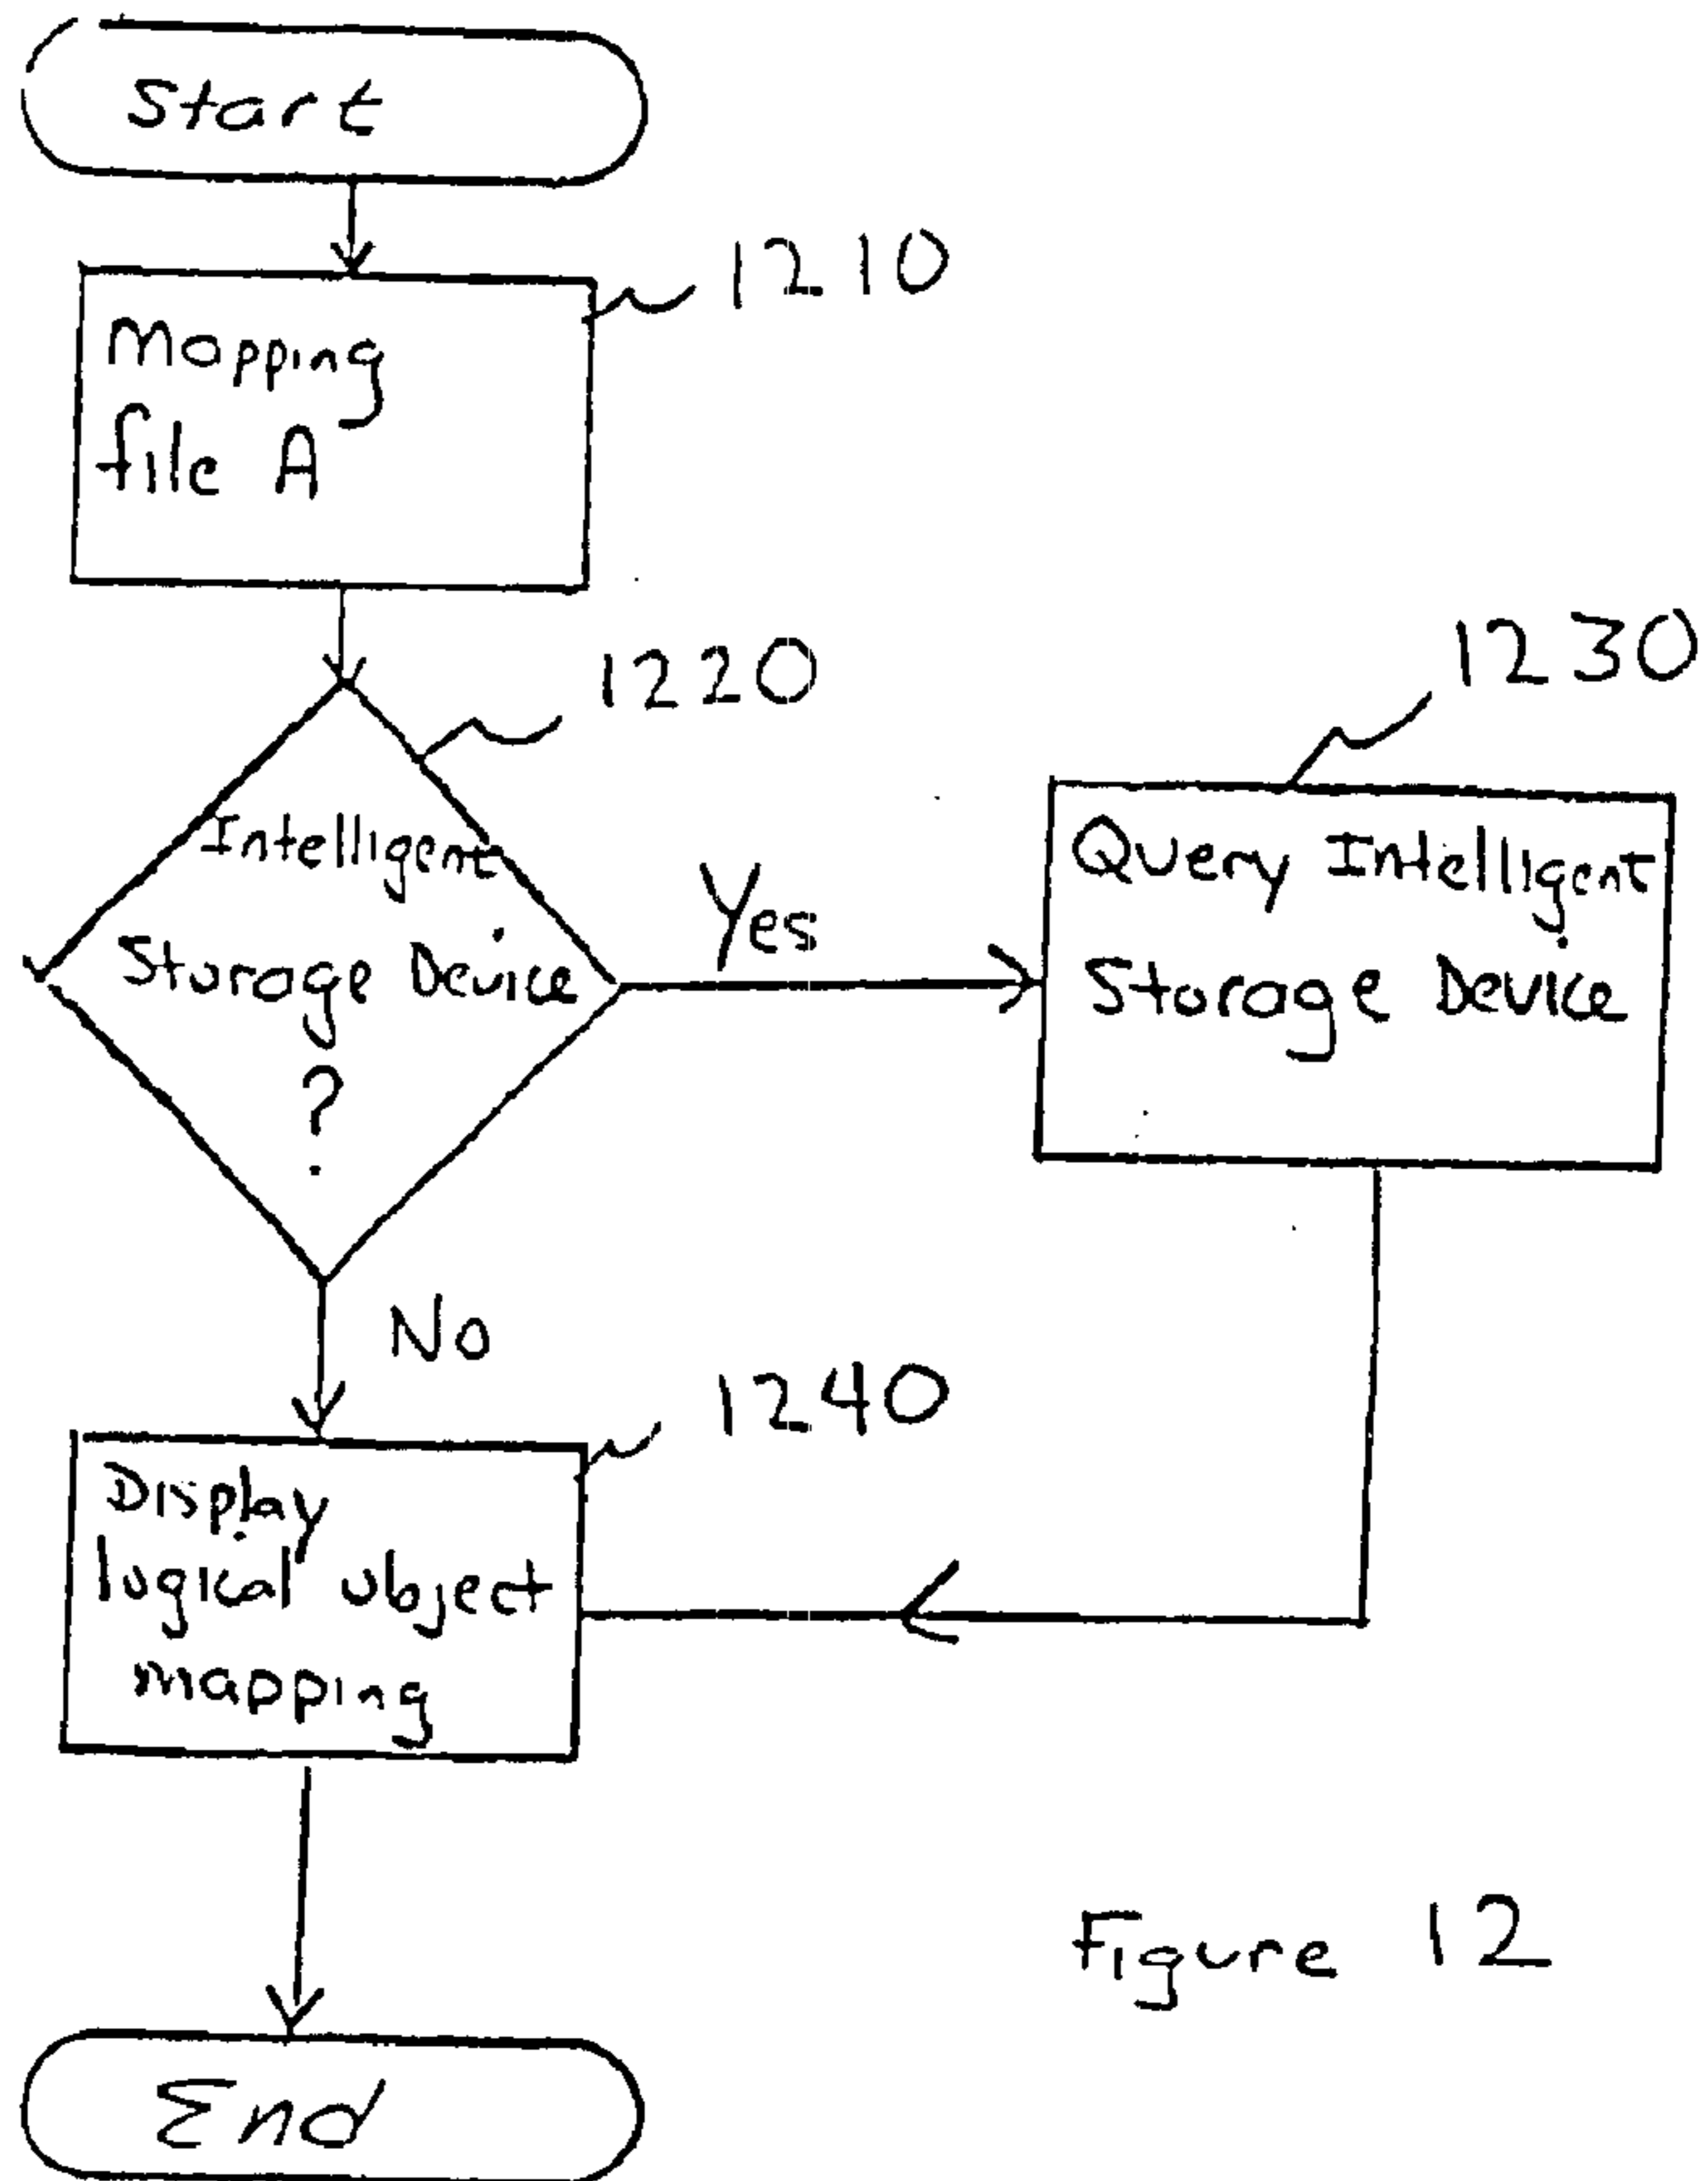 Start
1210
Mapping
file A
1220
1230
Intelligent
Storage Device
?
Yes
Query Intelligent
Storage Device
No
1240
Display
logical object
mapping
Figure 12
End